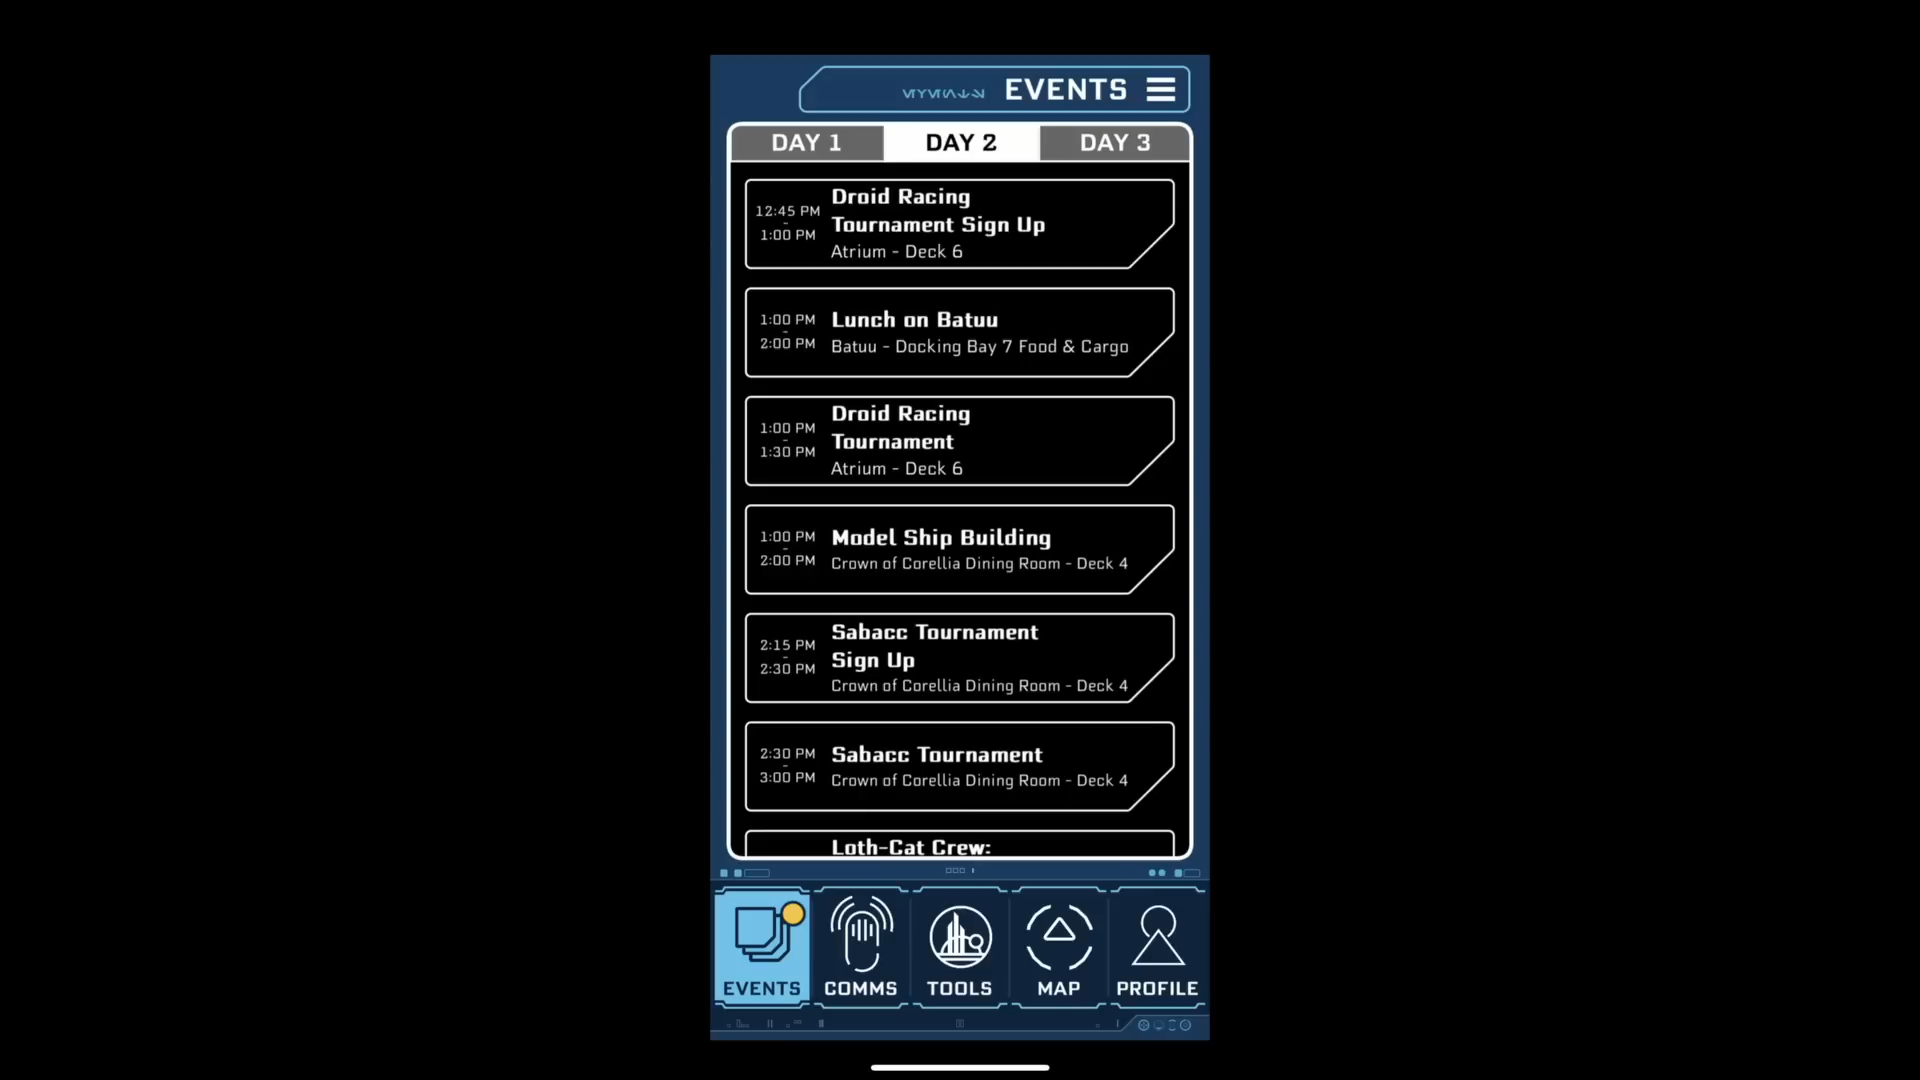 EVENTS
DAY 1 DAY 2 DAY 3
12:45 PM
-
1:00 PM
Droid Racing
Tournament Sign Up
Atrium - Deck 6
1:00 PM
-
2:00 PM
Lunch on Batuu
Batuu - Docking Bay 7 Food & Cargo
1:00 PM
-
1:30 PM
Droid Racing
Tournament
Atrium - Deck 6
1:00 PM
-
2:00 PM
Model Ship Building
Crown of Corellia Dining Room - Deck 4
2:15 PM
-
2:30 PM
Sabacc Tournament
Sign Up
Crown of Corellia Dining Room - Deck 4
2:30 PM
-
3:00 PM
Sabacc Tournament
Crown of Corellia Dining Room - Deck 4
Loth-Cat Crew:
EVENTS COMMS TOOLS MAP PROFILE